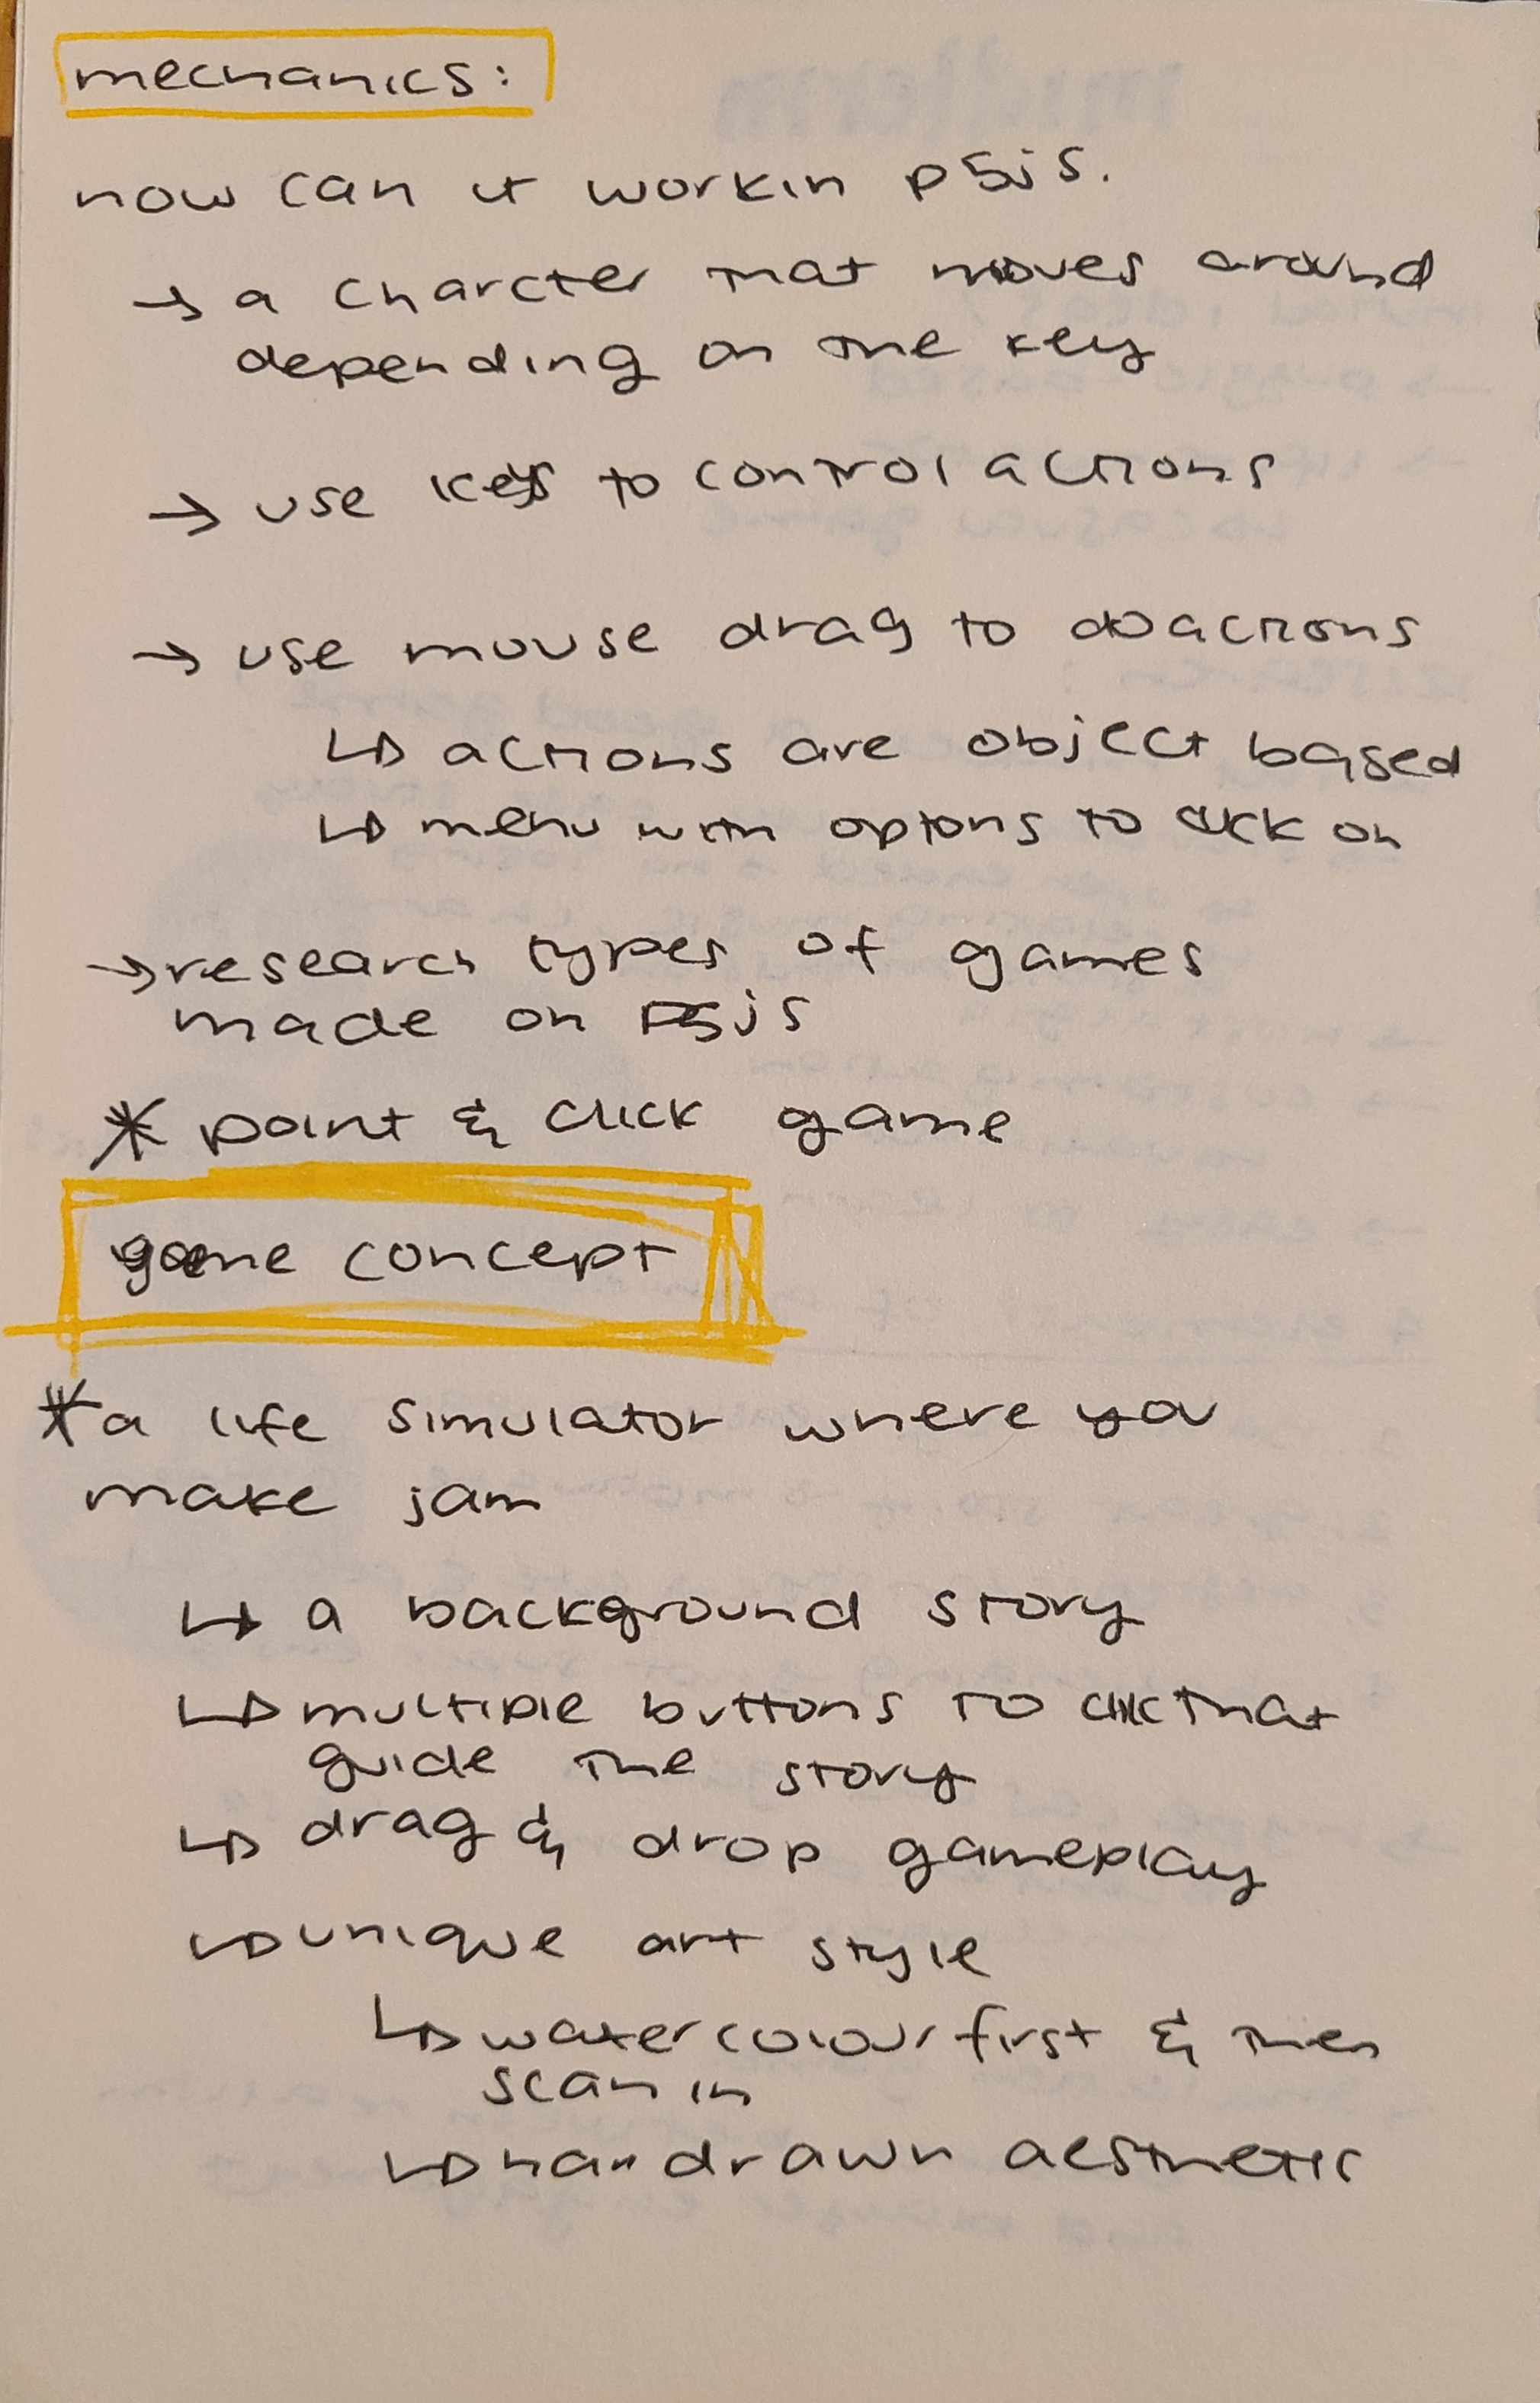 mechanics:
how can it work in p5js.
→ a charcter that moves around
depending on the key
→ use keys to control actions
→ use mouse drag to do actions
↳ actions are object based
↳ menu with optons to click on
→ research types of games
made on p5js
* point & click game
game concept
* a life simulator where you
make jam
↳ a background story
↳ multiple buttons to click that
guide the story
↳ drag & drop gameplay
↳ unique art style
↳ watercolour first & then
scan in
↳ han drawn aesthetic